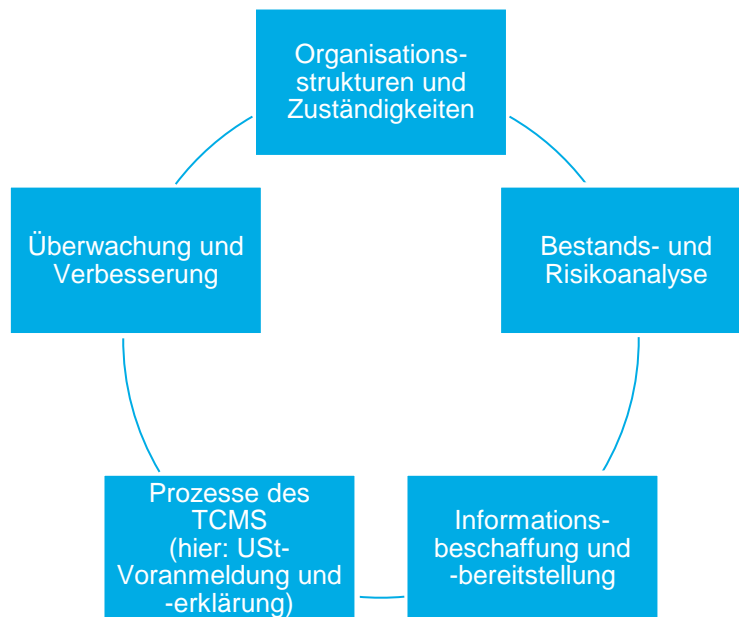 Organisations-
strukturen und
Zuständigkeiten
Bestands- und
Risikoanalyse
Informations-
beschaffung und
-bereitstellung
Prozesse des
TCMS
(hier: USt-
Voranmeldung und
-erklärung)
Überwachung und
Verbesserung